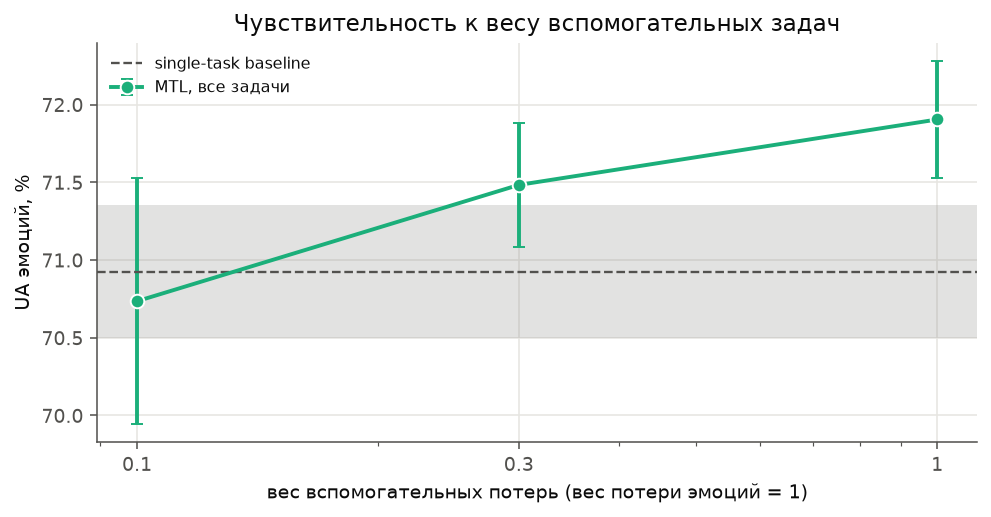 Чувствительность к весу вспомогательных задач
single-task baseline
MTL, все задачи
UA эмоций, %
72.0
71.5
71.0
70.5
70.0
0.1
0.3
1
вес вспомогательных потерь (вес потери эмоций = 1)